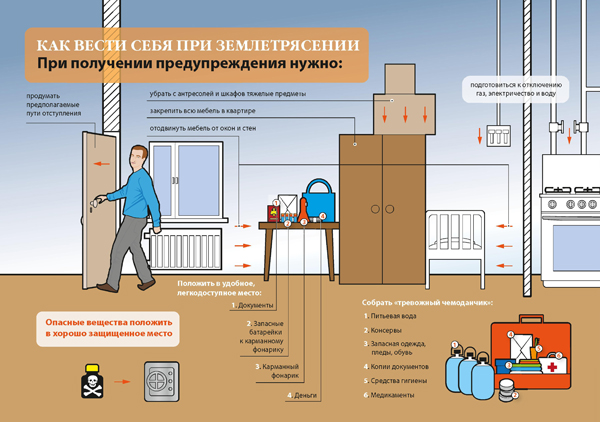 КАК ВЕСТИ СЕБЯ ПРИ ЗЕМЛЕТРЯСЕНИИ
При получении предупреждения нужно:
продумать
предполагаемые
пути отступления
убрать с антресолей и шкафов тяжелые предметы
закрепить всю мебель в квартире
отодвинуть мебель от окон и стен
подготовиться к отключению
газ, электричество и воду
Положить в удобное,
легкодоступное место:
1 Документы
2 Запасные
батарейки
к карманному
фонарику
3 Карманный
фонарик
4 Деньги
Опасные вещества положить
в хорошо защищенное место
Собрать «тревожный чемоданчик»:
1 Питьевая вода
2 Консервы
3 Запасная одежда,
пледы, обувь
4 Копии документов
5 Средства гигиены
6 Медикаменты